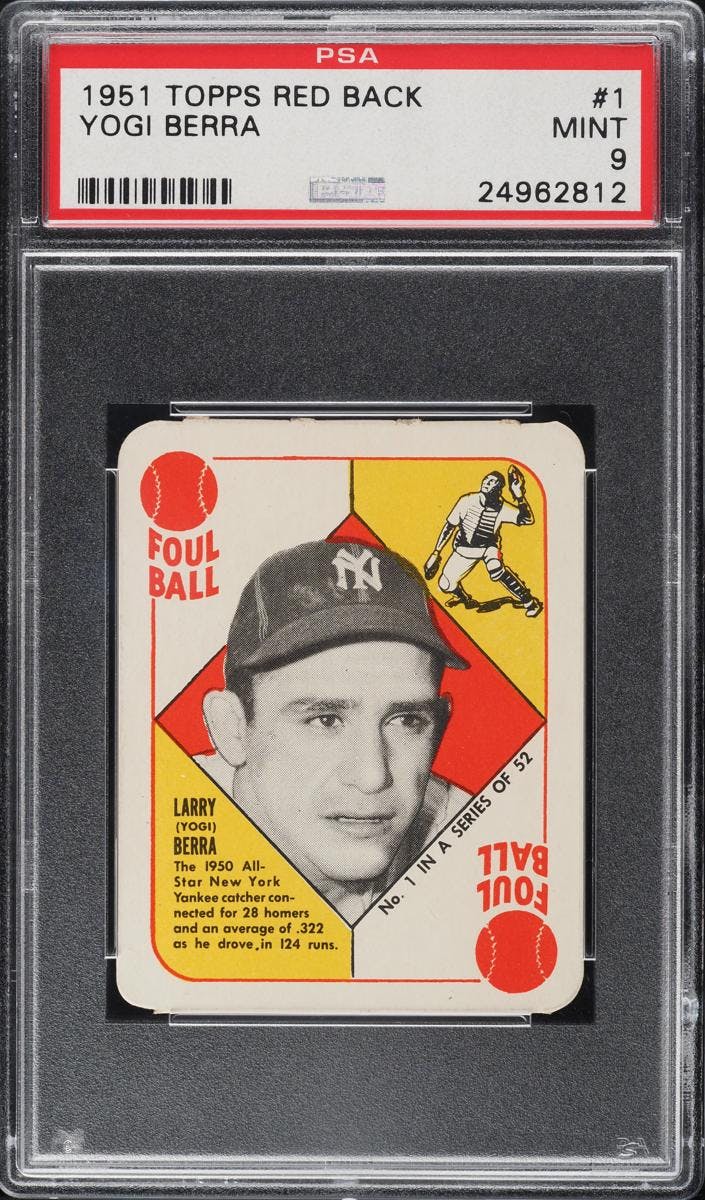 PSA
1951 TOPPS RED BACK #1
YOGI BERRA MINT
9
24962812
FOUL
BALL
NY
LARRY
(YOGI)
BERRA
The 1950 All-
Star New York
Yankee catcher con-
nected for 28 homers
and an average of .322
as he drove in 124 runs.
No. 1 IN A SERIES OF 52
FOUL
BALL
PSA